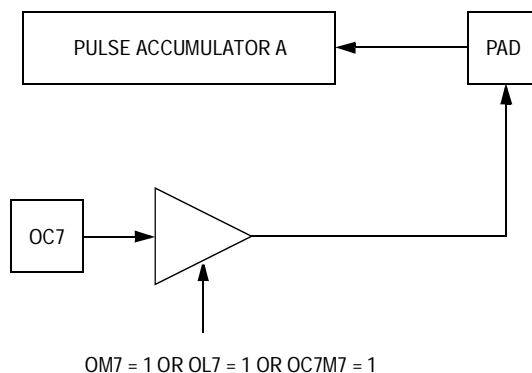 PULSE ACCUMULATOR A
PAD
OC7
OM7 = 1 OR OL7 = 1 OR OC7M7 = 1